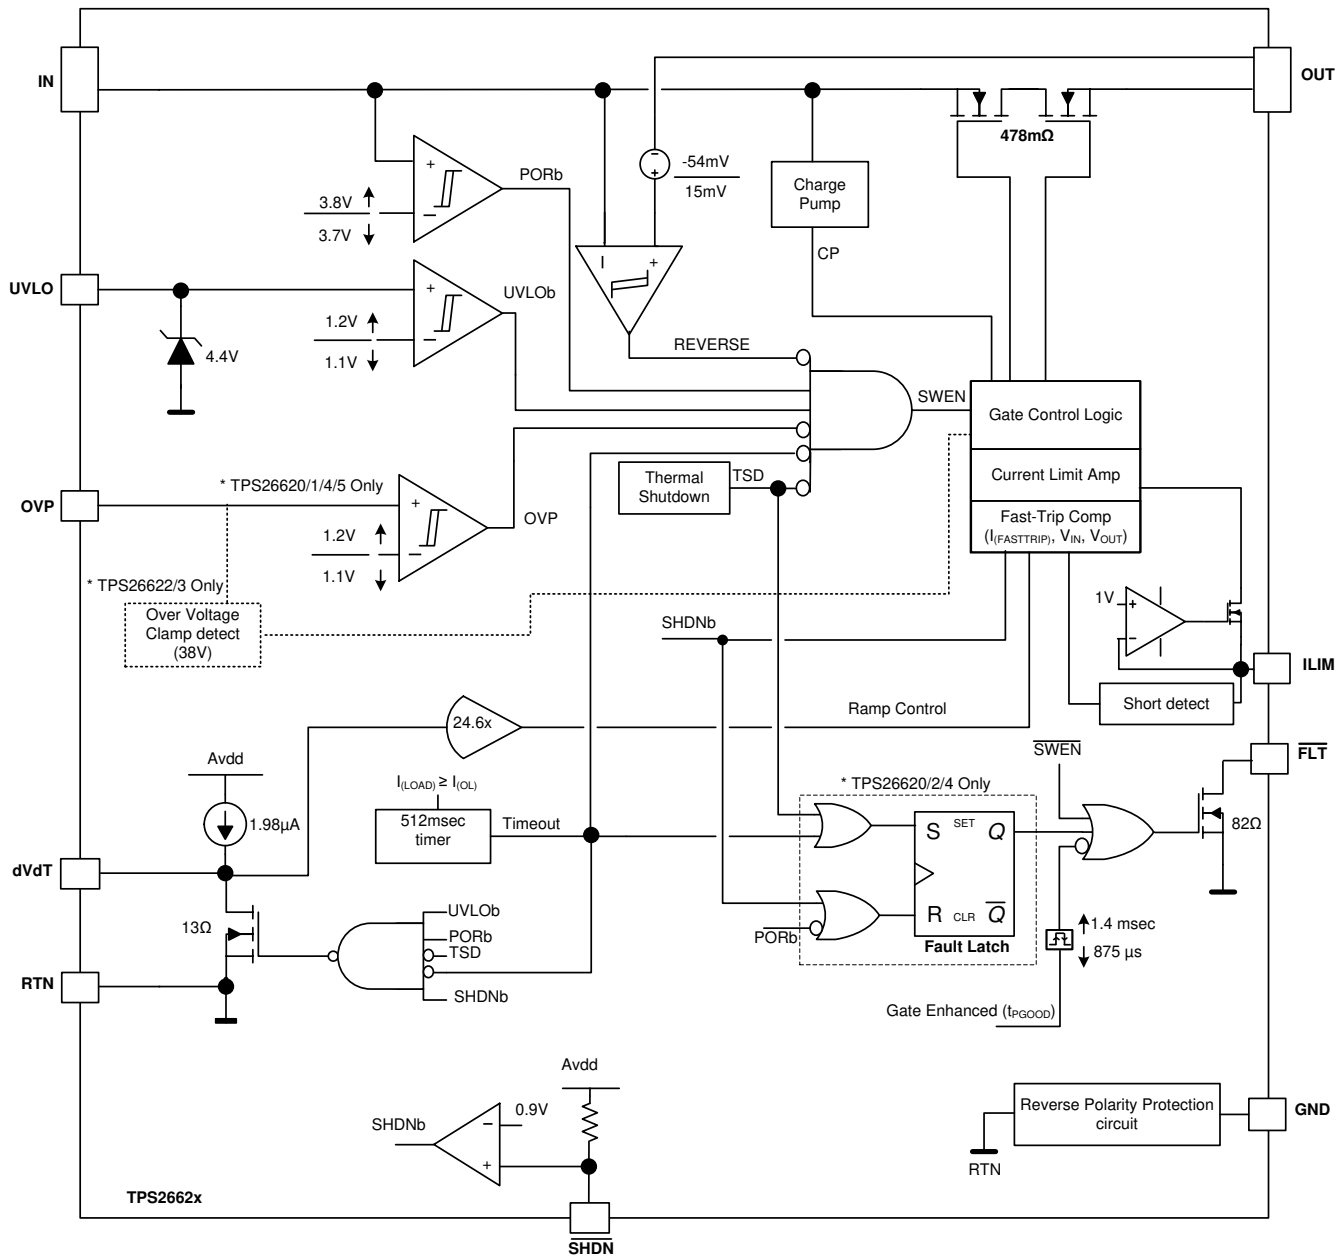 IN
OUT
478mΩ
-54mV
15mV
PORb
3.8V
3.7V
+
−
Charge
Pump
CP
UVLO
UVLOb
+
−
1.2V
1.1V
4.4V
−
+
+
REVERSE
SWEN
Gate Control Logic
Current Limit Amp
Fast-Trip Comp
(I(FASTTRIP), VIN, VOUT)
Thermal
Shutdown
TSD
* TPS26620/1/4/5 Only
OVP
+
−
OVP
1.2V
1.1V
* TPS26622/3 Only
Over Voltage
Clamp detect
(38V)
SHDNb
1V
+
−
ILIM
Short detect
24.6x
Ramp Control
Avdd
1.98µA
I(LOAD) ≥ I(OL)
512msec
timer
Timeout
* TPS26620/2/4 Only
SWEN
FLT
82Ω
S SET Q
R CLR Q
Fault Latch
PORb
1.4 msec
875 µs
Gate Enhanced (tPGOOD)
dVdT
13Ω
UVLOb
PORb
TSD
SHDNb
RTN
Avdd
0.9V
−
+
SHDNb
Reverse Polarity Protection
circuit
GND
RTN
TPS2662x
SHDN